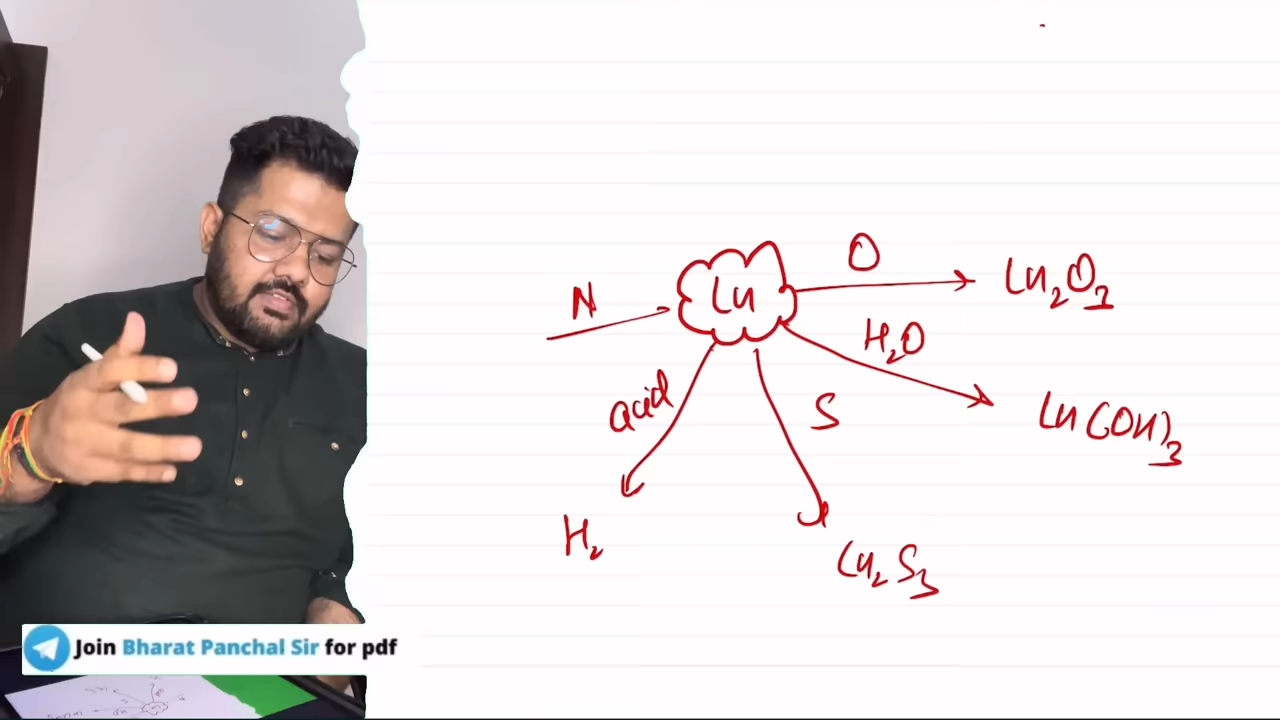 O
N
Ln
Ln2O3
H2O
acid
S
Ln(OH)3
H2
Ln2S3
Join Bharat Panchal Sir for pdf